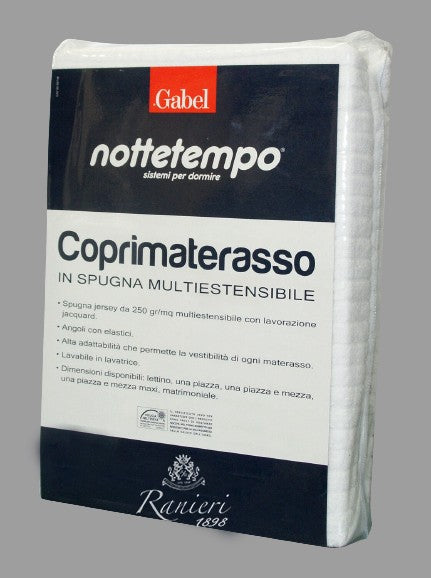 Gabel
nottetempo®
sistemi per dormire
Coprimaterasso
IN SPUGNA MULTIESTENSIBILE
• Spugna jersey da 250 gr/mq multiestensibile con lavorazione
jacquard.
• Angoli con elastici.
• Alta adattabilità che permette la vestibilità di ogni materasso.
• Lavabile in lavatrice.
• Dimensioni disponibili: lettino, una piazza, una piazza e mezza,
una piazza e mezza maxi, matrimoniale.
Ranieri
1898